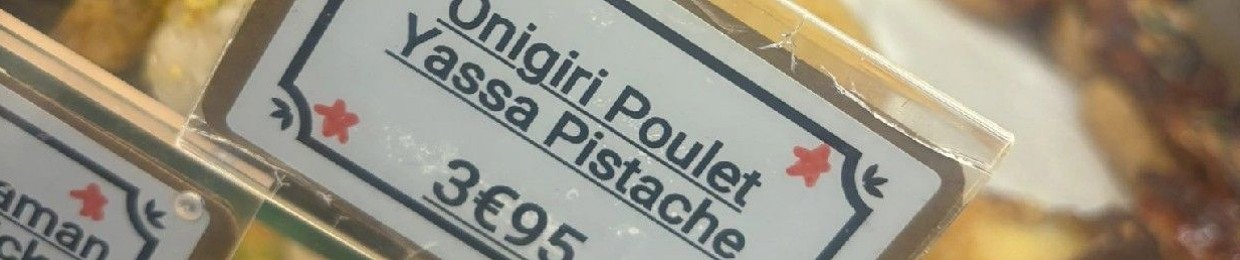 Onigiri Poulet
Yassa Pistache
3€95